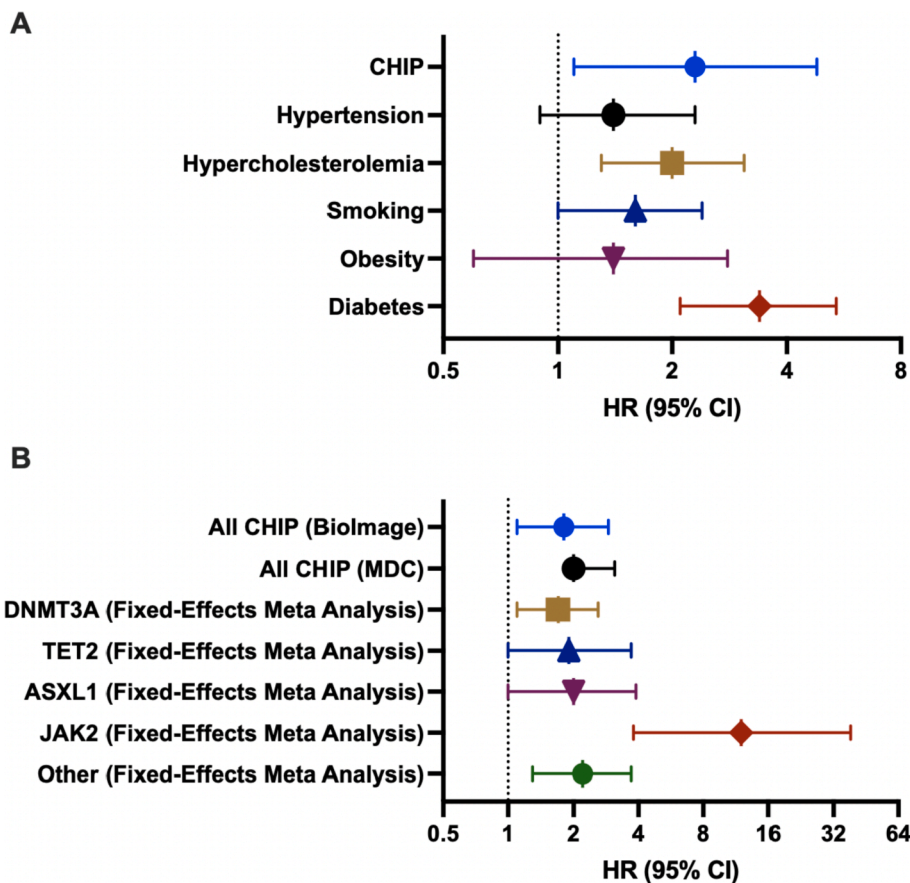 A
CHIP
Hypertension
Hypercholesterolemia
Smoking
Obesity
Diabetes
0.5 1 2 4 8
HR (95% CI)
B
All CHIP (BioImage)
All CHIP (MDC)
DNMT3A (Fixed-Effects Meta Analysis)
TET2 (Fixed-Effects Meta Analysis)
ASXL1 (Fixed-Effects Meta Analysis)
JAK2 (Fixed-Effects Meta Analysis)
Other (Fixed-Effects Meta Analysis)
0.5 1 2 4 8 16 32 64
HR (95% CI)